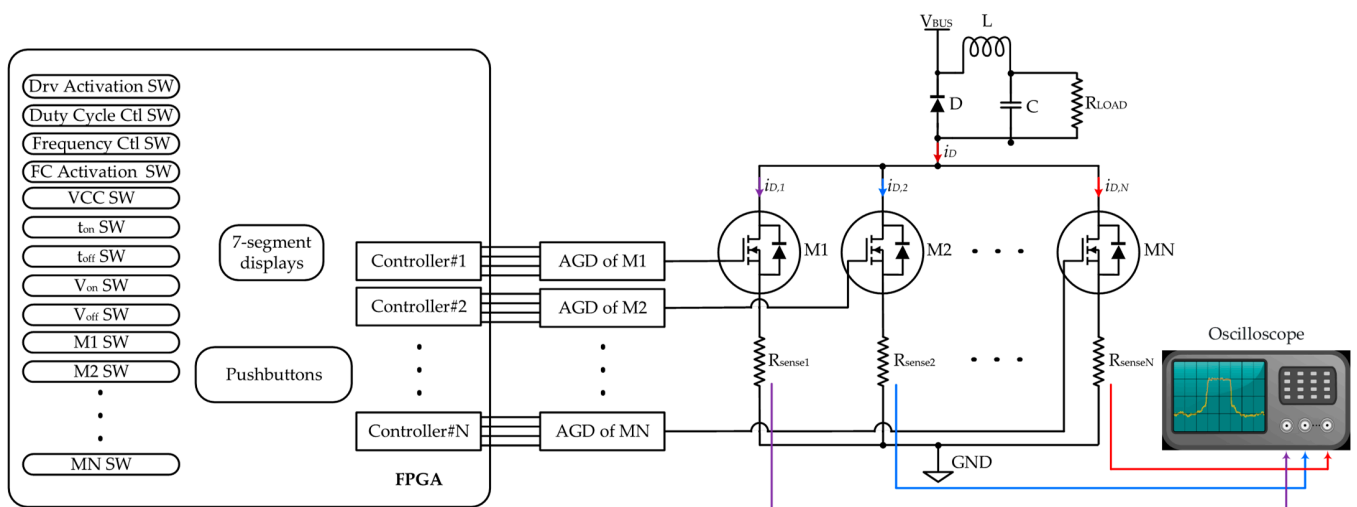 Drv Activation SW
Duty Cycle Ctl SW
Frequency Ctl SW
FC Activation SW
VCC SW
ton SW
toff SW
Von SW
Voff SW
M1 SW
M2 SW
MN SW
7-segment
displays
Pushbuttons
Controller#1
Controller#2
Controller#N
FPGA
AGD of M1
AGD of M2
AGD of MN
VBUS
L
D
C
RLOAD
iD
iD,1
iD,2
iD,N
M1
M2
MN
Rsense1
Rsense2
RsenseN
GND
Oscilloscope